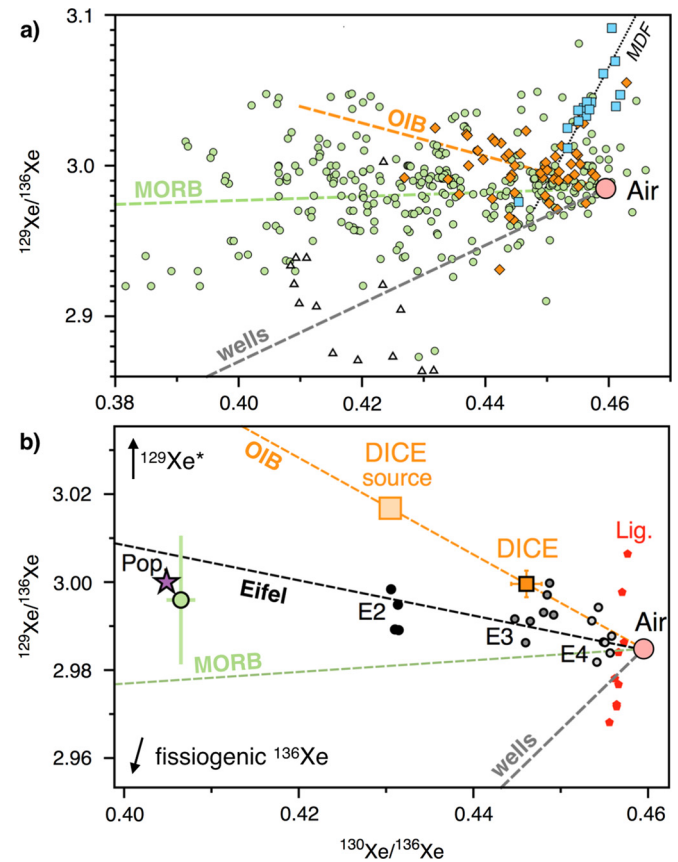 a)
3.1
3.0
2.9
¹²⁹Xe/¹³⁶Xe
MDF
OIB
MORB
Air
wells
0.38
0.40
0.42
0.44
0.46
b)
¹²⁹Xe*
OIB
DICE
source
3.02
DICE
Lig.
Pop.
3.00
Eifel
E2
E3
Air
E4
2.98
MORB
¹²⁹Xe/¹³⁶Xe
wells
fissiogenic ¹³⁶Xe
2.96
0.40
0.42
0.44
0.46
¹³⁰Xe/¹³⁶Xe